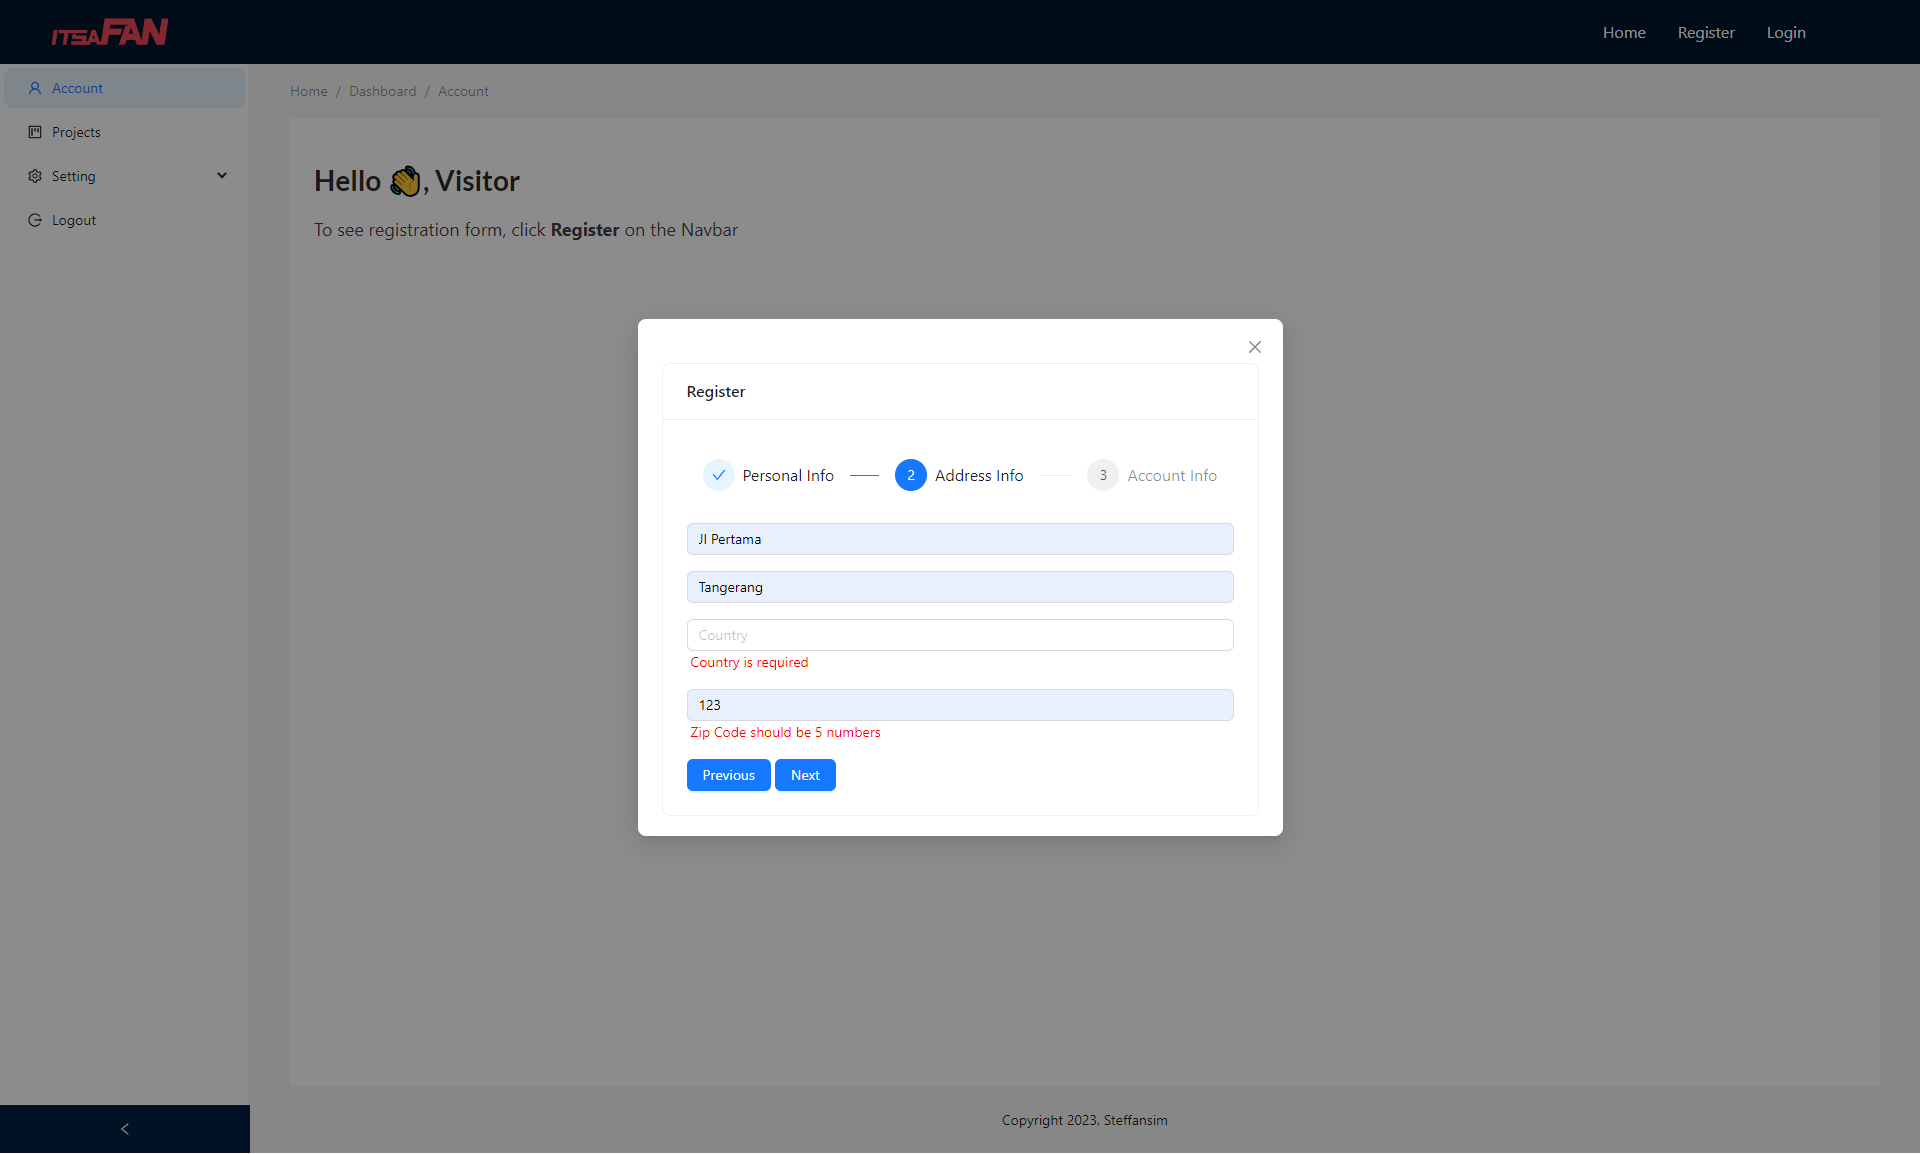 ITSAFAN
Home Register Login
Account
Projects
Setting
Logout
Home / Dashboard / Account
Hello 👋, Visitor
To see registration form, click Register on the Navbar
Register
Personal Info
2 Address Info
3 Account Info
Jl Pertama
Tangerang
Country
Country is required
123
Zip Code should be 5 numbers
Previous Next
Copyright 2023, Steffansim